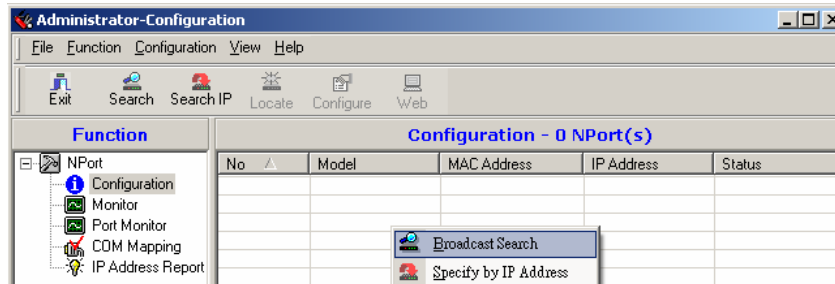 Administrator-Configuration
File Function Configuration View Help
Exit Search Search IP Locate Configure Web
Function
Configuration - 0 NPort(s)
NPort
Configuration
Monitor
Port Monitor
COM Mapping
IP Address Report
No Model MAC Address IP Address Status
Broadcast Search
Specify by IP Address